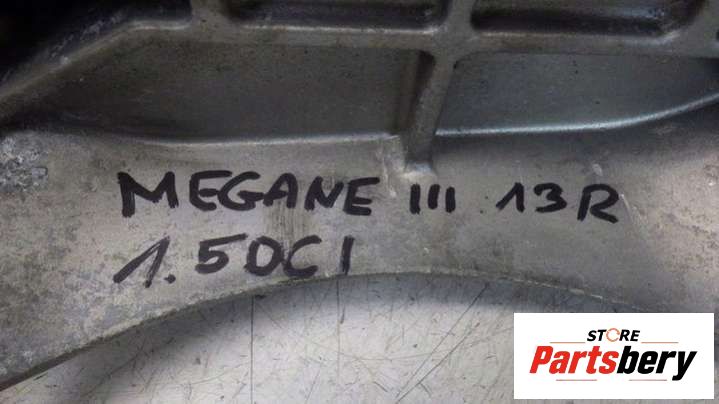 MEGANE III 13R
1.5DCI
STORE
Partsbery